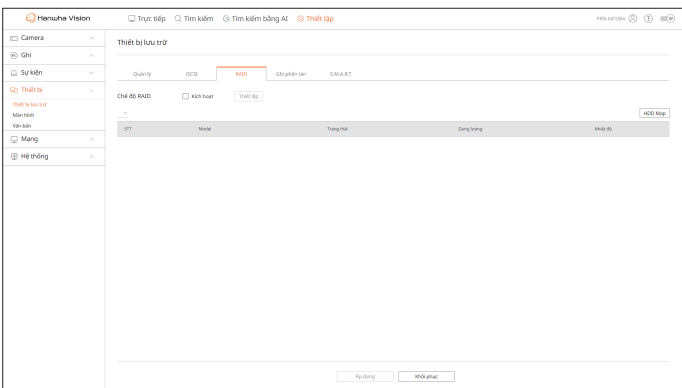 Hanwha Vision Trực tiếp Tìm kiếm Tìm kiếm bằng AI Thiết lập PRN-6410B4
Camera
Ghi
Sự kiện
Thiết bị
Thiết bị lưu trữ
Màn hình
Văn bản
Mạng
Hệ thống
Thiết bị lưu trữ
Quản lý iSCSI RAID Ghi phân tán S.M.A.R.T
Chế độ RAID Kích hoạt Thiết lập
HDD Map
STT Model Trạng thái Dung lượng Nhiệt độ
Áp dụng Khôi phục